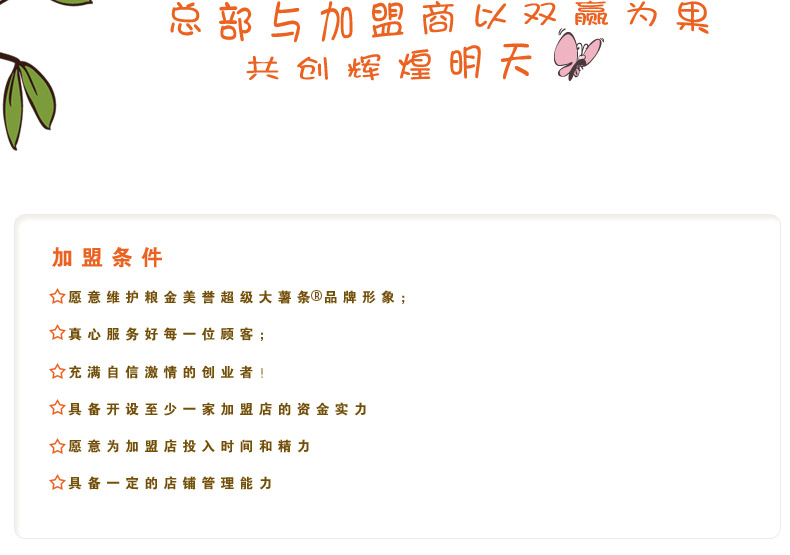 总部与加盟商以双赢为果
共创辉煌明天
加盟条件
☆愿意维护粮金美誉超级大薯条®品牌形象；
☆真心服务好每一位顾客；
☆充满自信激情的创业者！
☆具备开设至少一家加盟店的资金实力
☆愿意为加盟店投入时间和精力
☆具备一定的店铺管理能力